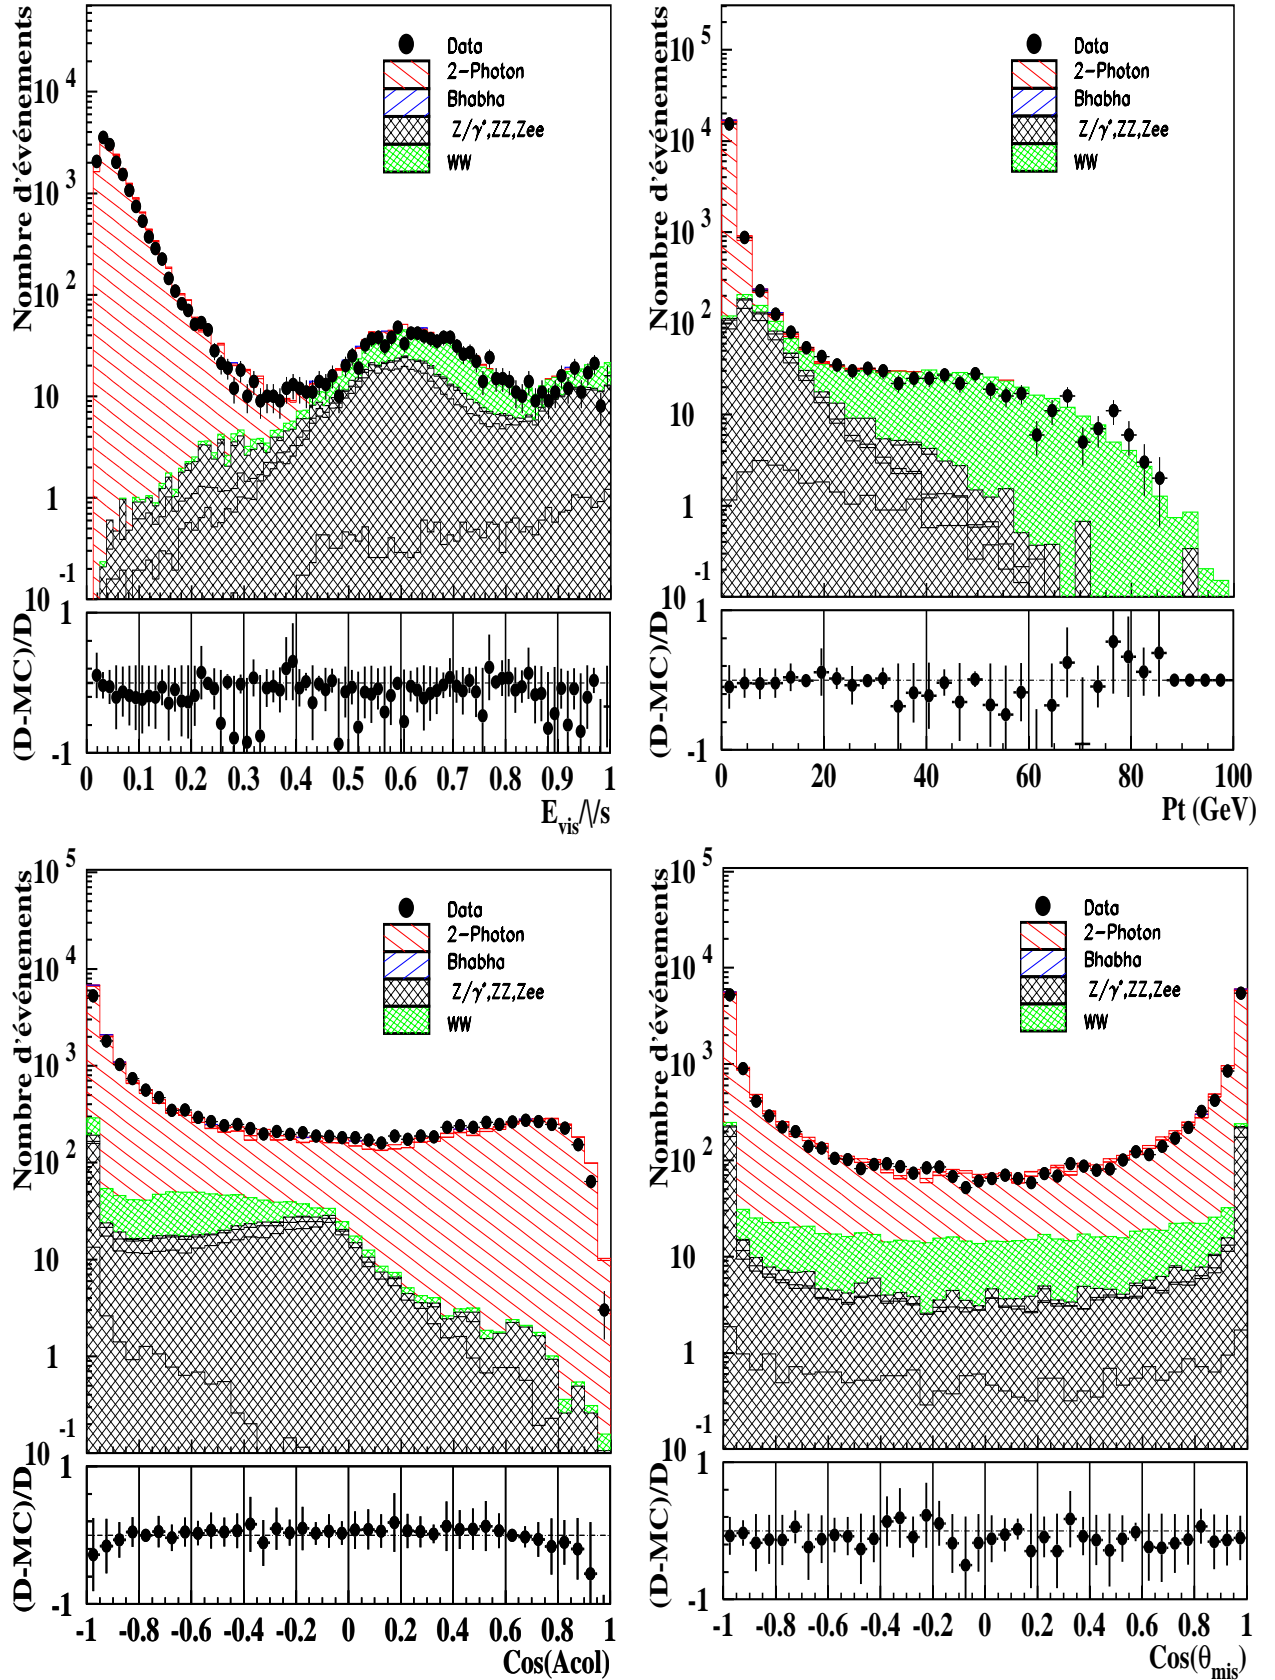 Nombre d'événements
10^4
10^3
10^2
10
1
10^-1
Data
2-Photon
Bhabha
Z/γ*,ZZ,Zee
WW
(D-MC)/D
1
-1
0 0.1 0.2 0.3 0.4 0.5 0.6 0.7 0.8 0.9 1
E_vis/√s
Nombre d'événements
10^5
10^4
10^3
10^2
10
1
10^-1
Data
2-Photon
Bhabha
Z/γ*,ZZ,Zee
WW
(D-MC)/D
1
-1
0 20 40 60 80 100
Pt (GeV)
Nombre d'événements
10^5
10^4
10^3
10^2
10
1
10^-1
Data
2-Photon
Bhabha
Z/γ*,ZZ,Zee
WW
(D-MC)/D
1
-1
-1 -0.8 -0.6 -0.4 -0.2 0 0.2 0.4 0.6 0.8 1
Cos(Acol)
Nombre d'événements
10^5
10^4
10^3
10^2
10
1
10^-1
Data
2-Photon
Bhabha
Z/γ*,ZZ,Zee
WW
(D-MC)/D
1
-1
-1 -0.8 -0.6 -0.4 -0.2 0 0.2 0.4 0.6 0.8 1
Cos(θ_mis)